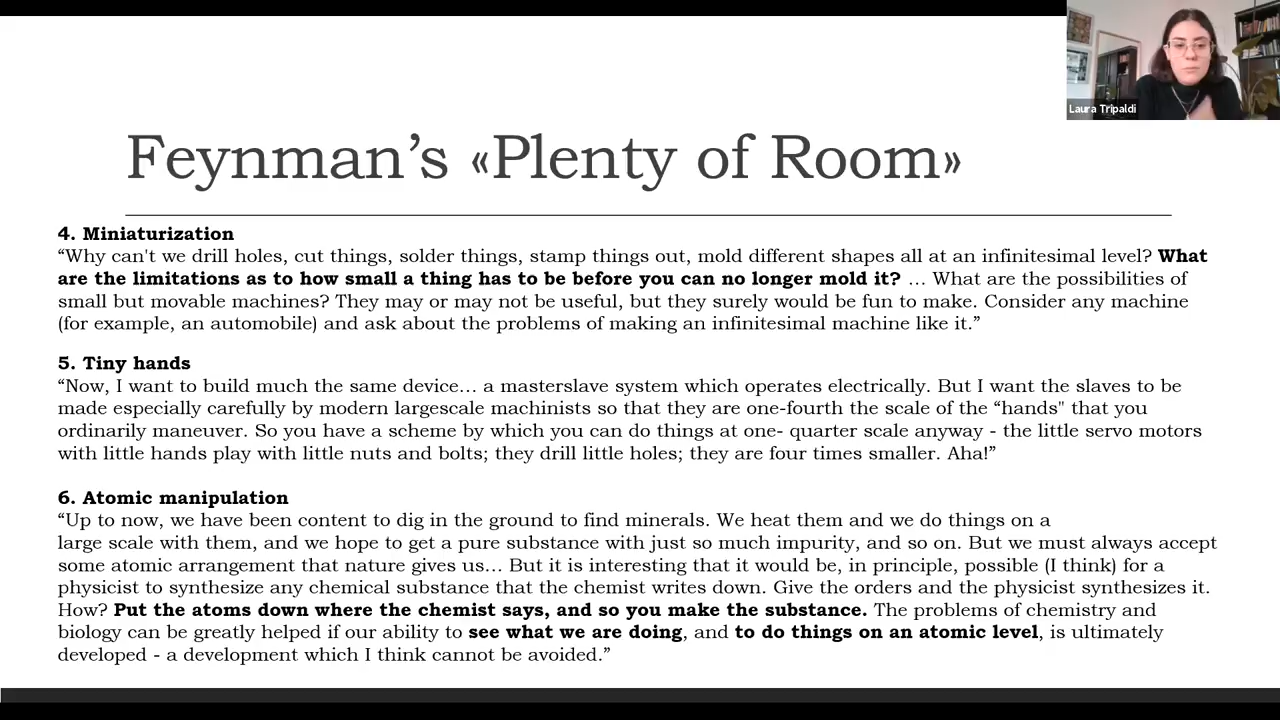 Laura Tripaldi
Feynman’s «Plenty of Room»
4. Miniaturization
“Why can't we drill holes, cut things, solder things, stamp things out, mold different shapes all at an infinitesimal level? What
are the limitations as to how small a thing has to be before you can no longer mold it? … What are the possibilities of
small but movable machines? They may or may not be useful, but they surely would be fun to make. Consider any machine
(for example, an automobile) and ask about the problems of making an infinitesimal machine like it.”
5. Tiny hands
“Now, I want to build much the same device… a masterslave system which operates electrically. But I want the slaves to be
made especially carefully by modern largescale machinists so that they are one-fourth the scale of the “hands" that you
ordinarily maneuver. So you have a scheme by which you can do things at one- quarter scale anyway - the little servo motors
with little hands play with little nuts and bolts; they drill little holes; they are four times smaller. Aha!”
6. Atomic manipulation
“Up to now, we have been content to dig in the ground to find minerals. We heat them and we do things on a
large scale with them, and we hope to get a pure substance with just so much impurity, and so on. But we must always accept
some atomic arrangement that nature gives us… But it is interesting that it would be, in principle, possible (I think) for a
physicist to synthesize any chemical substance that the chemist writes down. Give the orders and the physicist synthesizes it.
How? Put the atoms down where the chemist says, and so you make the substance. The problems of chemistry and
biology can be greatly helped if our ability to see what we are doing, and to do things on an atomic level, is ultimately
developed - a development which I think cannot be avoided.”